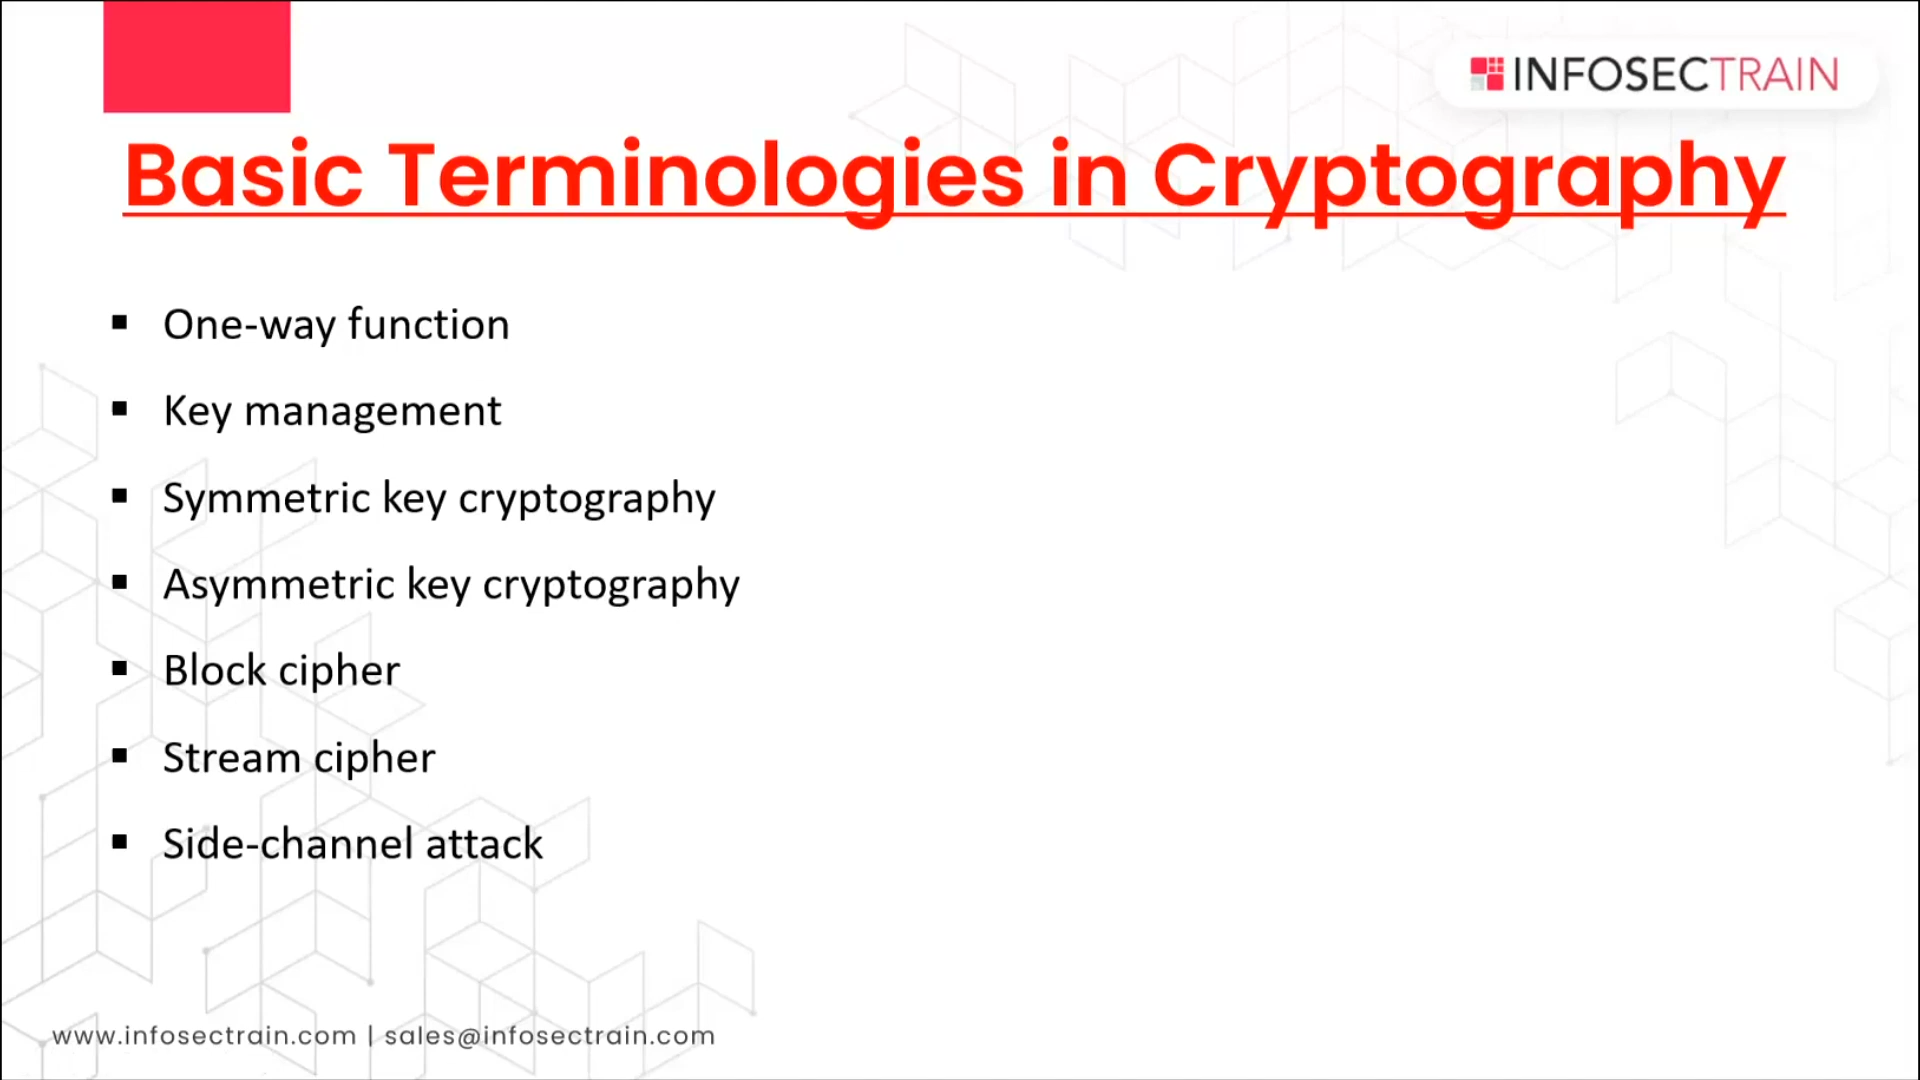 INFOSECTRAIN
Basic Terminologies in Cryptography
▪ One-way function
▪ Key management
▪ Symmetric key cryptography
▪ Asymmetric key cryptography
▪ Block cipher
▪ Stream cipher
▪ Side-channel attack
www.infosectrain.com | sales@infosectrain.com